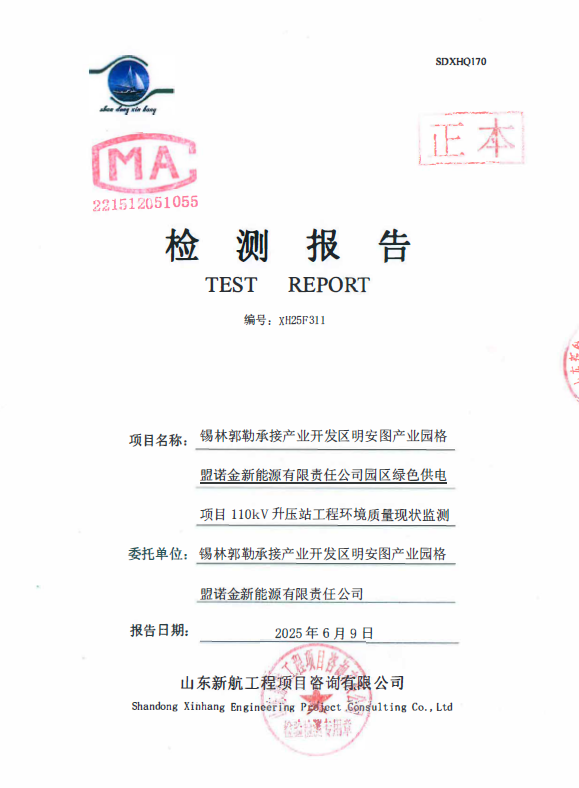 SDXHQ170
shan dong xin hang
正本
MA
221512051055
检测报告
TEST REPORT
编号：XH25F311
项目名称：锡林郭勒承接产业开发区明安图产业园格
盟诺金新能源有限责任公司园区绿色供电
项目 110kV 升压站工程环境质量现状监测
委托单位：锡林郭勒承接产业开发区明安图产业园格
盟诺金新能源有限责任公司
报告日期：2025 年 6 月 9 日
山东新航工程项目咨询有限公司
Shandong Xinhang Engineering Project Consulting Co.,Ltd
检验检测专用章